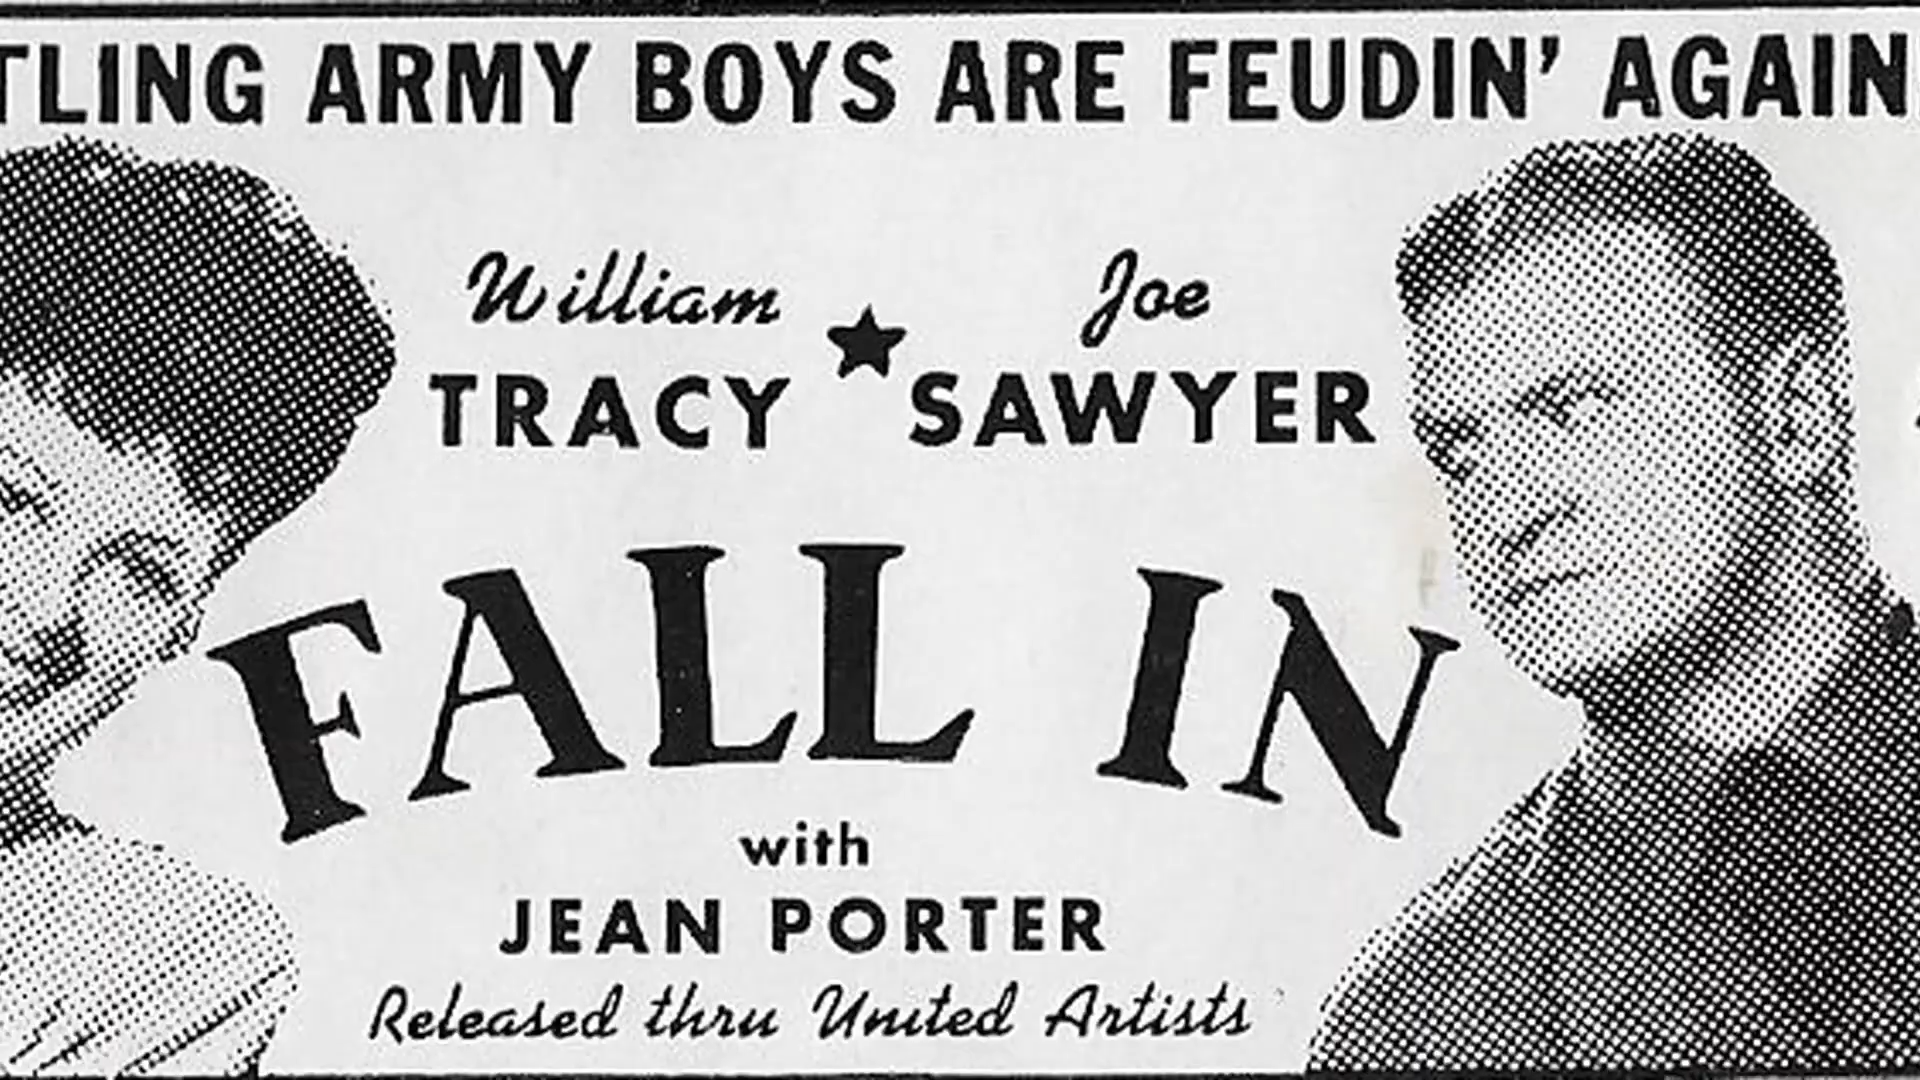 TLING ARMY BOYS ARE FEUDIN' AGAIN
William Joe
TRACY ★ SAWYER
FALL IN
with
JEAN PORTER
Released thru United Artists